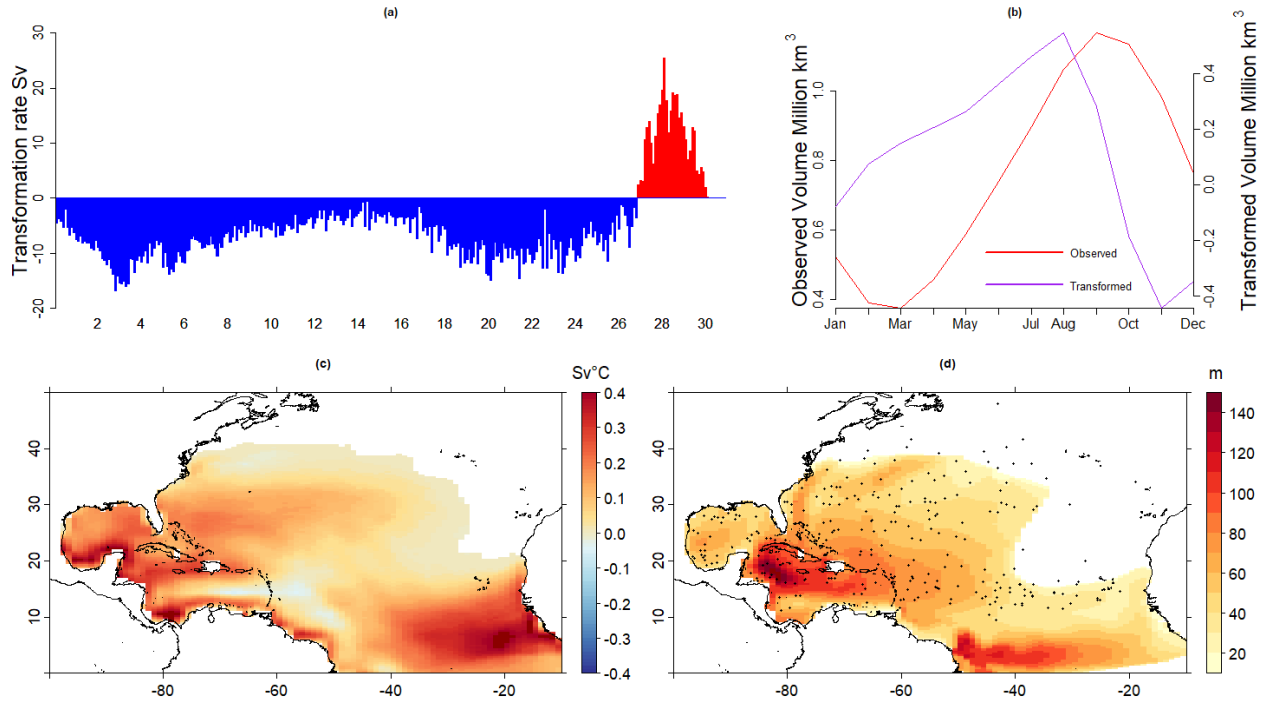 (a)
Transformation rate Sv
30
20
10
0
-10
-20
2 4 6 8 10 12 14 16 18 20 22 24 26 28 30
(b)
Observed Volume Million km 3
1.0
0.8
0.6
0.4
Transformed Volume Million km 3
0.4
0.2
0.0
-0.2
-0.4
Observed
Transformed
Jan Mar May Jul Aug Oct Dec
(c)
Sv°C
40
30
20
10
-80 -60 -40 -20
0.4
0.3
0.2
0.1
0.0
-0.1
-0.2
-0.3
-0.4
(d)
m
40
30
20
10
-80 -60 -40 -20
140
120
100
80
60
40
20